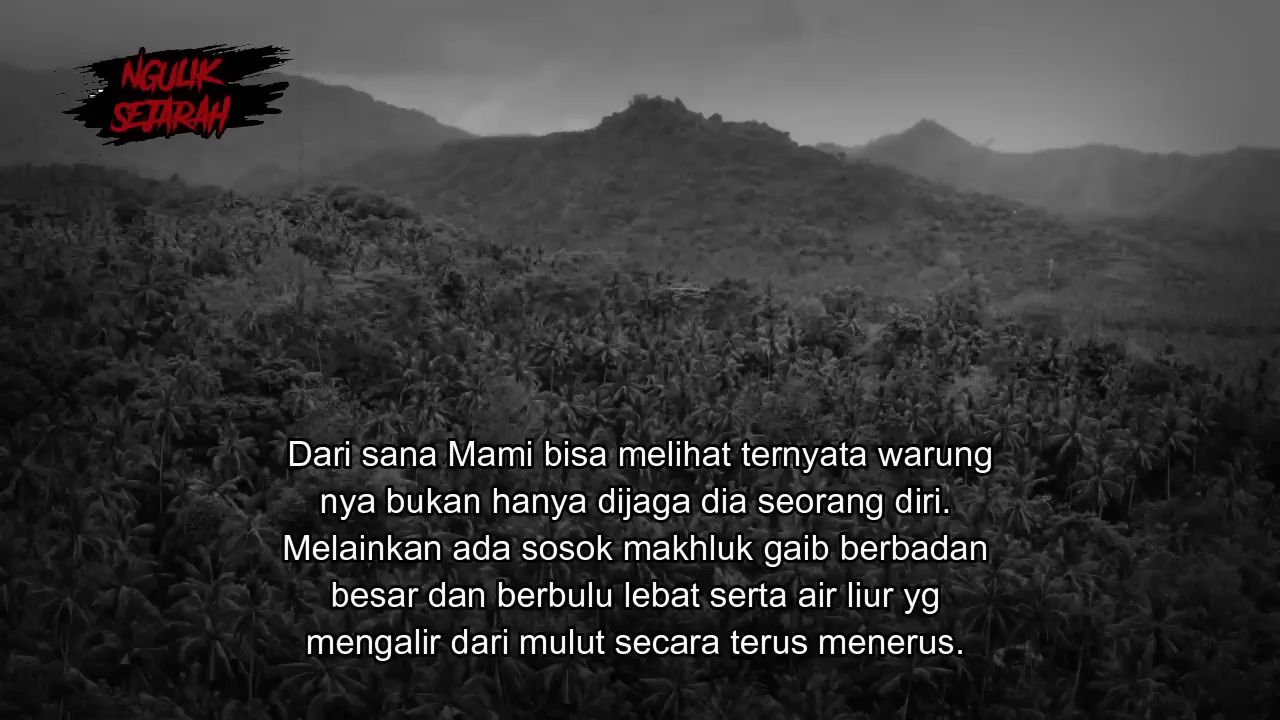 NGULIK
SEJARAH
Dari sana Mami bisa melihat ternyata warung
nya bukan hanya dijaga dia seorang diri.
Melainkan ada sosok makhluk gaib berbadan
besar dan berbulu lebat serta air liur yg
mengalir dari mulut secara terus menerus.